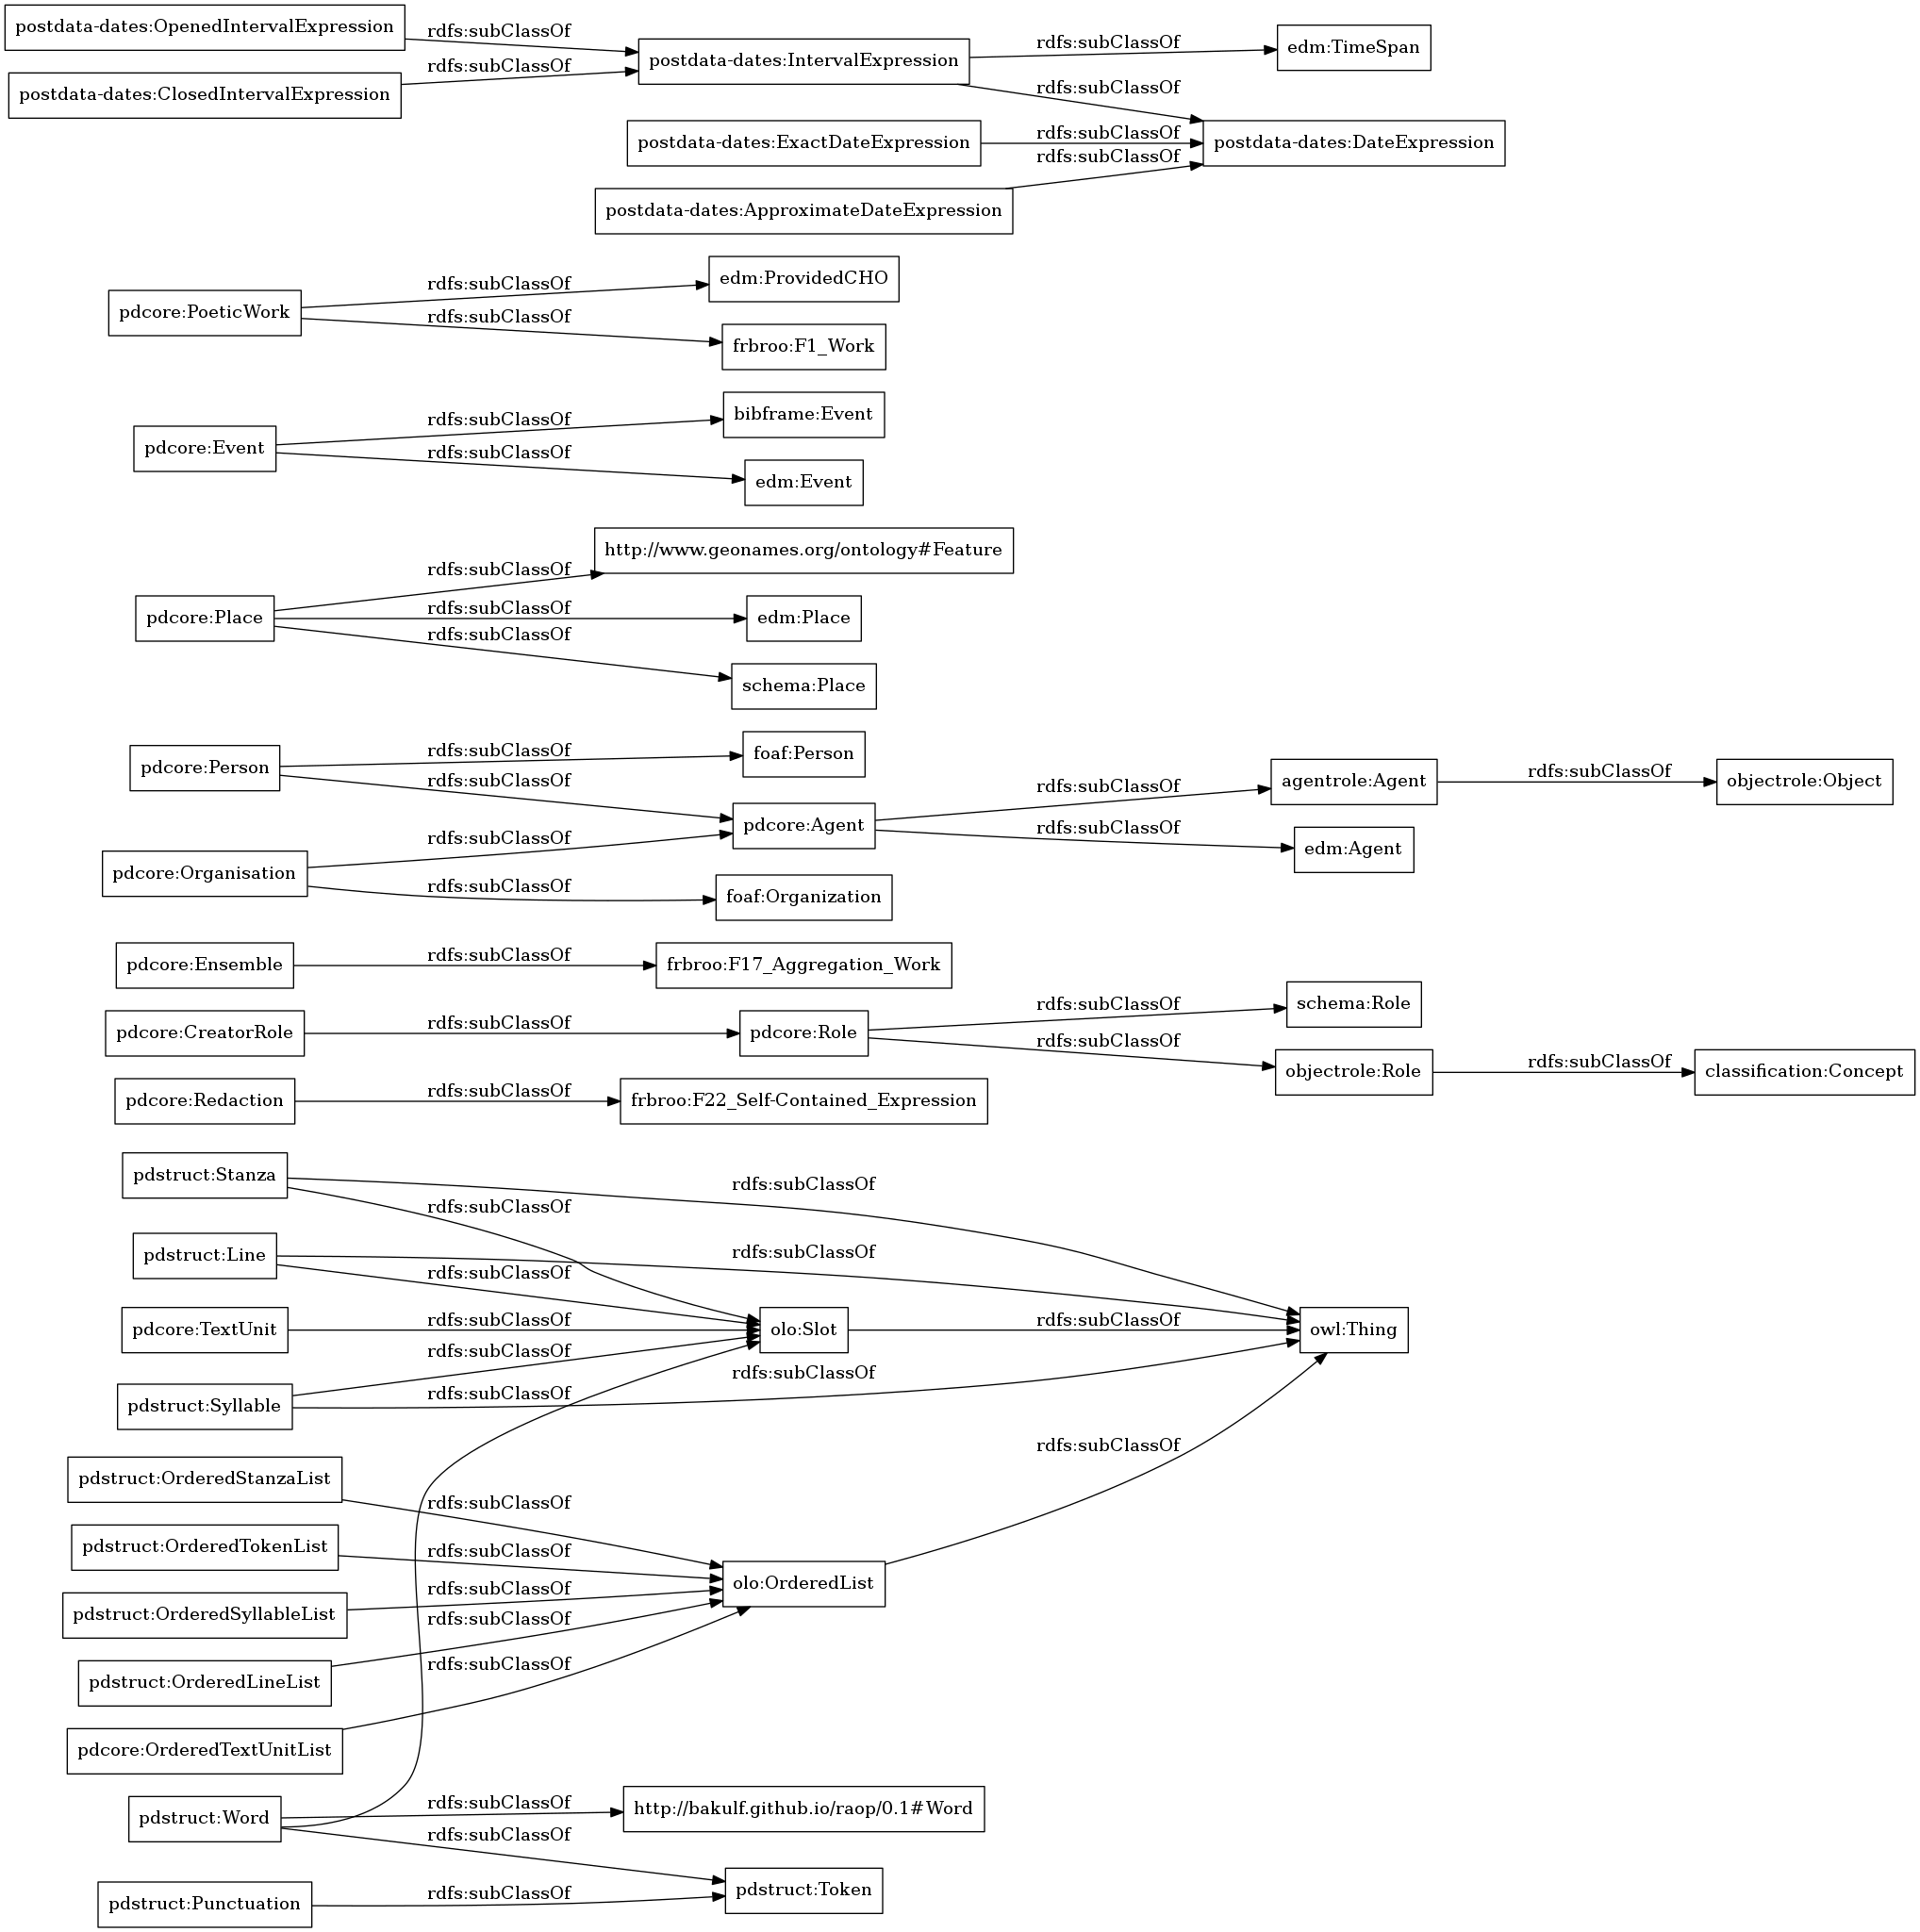 postdata-dates:OpenedIntervalExpression
rdfs:subClassOf
postdata-dates:IntervalExpression
rdfs:subClassOf
edm:TimeSpan
postdata-dates:ClosedIntervalExpression
rdfs:subClassOf
rdfs:subClassOf
postdata-dates:ExactDateExpression
rdfs:subClassOf
postdata-dates:DateExpression
rdfs:subClassOf
postdata-dates:ApproximateDateExpression
pdcore:PoeticWork
rdfs:subClassOf
edm:ProvidedCHO
rdfs:subClassOf
frbroo:F1_Work
pdcore:Event
rdfs:subClassOf
bibframe:Event
rdfs:subClassOf
edm:Event
pdcore:Place
rdfs:subClassOf
http://www.geonames.org/ontology#Feature
rdfs:subClassOf
edm:Place
rdfs:subClassOf
schema:Place
pdcore:Person
rdfs:subClassOf
foaf:Person
rdfs:subClassOf
pdcore:Agent
rdfs:subClassOf
agentrole:Agent
rdfs:subClassOf
objectrole:Object
rdfs:subClassOf
edm:Agent
pdcore:Organisation
rdfs:subClassOf
rdfs:subClassOf
foaf:Organization
pdcore:Ensemble
rdfs:subClassOf
frbroo:F17_Aggregation_Work
pdcore:CreatorRole
rdfs:subClassOf
pdcore:Role
rdfs:subClassOf
schema:Role
rdfs:subClassOf
objectrole:Role
rdfs:subClassOf
classification:Concept
pdcore:Redaction
rdfs:subClassOf
frbroo:F22_Self-Contained_Expression
pdstruct:Stanza
rdfs:subClassOf
rdfs:subClassOf
pdstruct:Line
rdfs:subClassOf
rdfs:subClassOf
pdcore:TextUnit
rdfs:subClassOf
olo:Slot
rdfs:subClassOf
owl:Thing
rdfs:subClassOf
rdfs:subClassOf
pdstruct:Syllable
rdfs:subClassOf
pdstruct:OrderedStanzaList
rdfs:subClassOf
rdfs:subClassOf
pdstruct:OrderedTokenList
rdfs:subClassOf
olo:OrderedList
pdstruct:OrderedSyllableList
rdfs:subClassOf
rdfs:subClassOf
pdstruct:OrderedLineList
rdfs:subClassOf
pdcore:OrderedTextUnitList
pdstruct:Word
rdfs:subClassOf
http://bakulf.github.io/raop/0.1#Word
rdfs:subClassOf
pdstruct:Token
pdstruct:Punctuation
rdfs:subClassOf